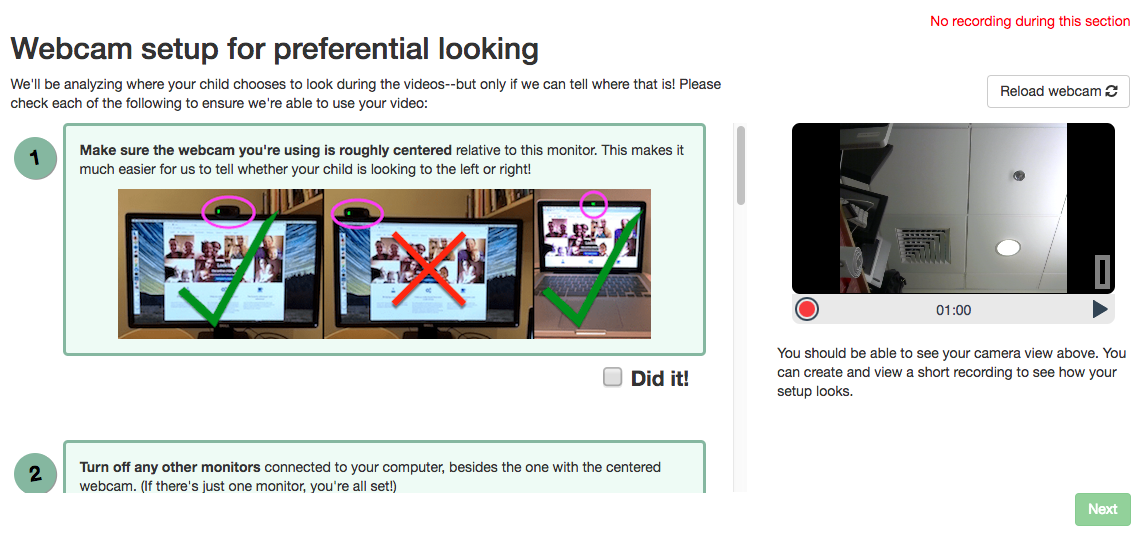 No recording during this section
Webcam setup for preferential looking
We'll be analyzing where your child chooses to look during the videos--but only if we can tell where that is! Please
check each of the following to ensure we're able to use your video:
Reload webcam
1
Make sure the webcam you're using is roughly centered relative to this monitor. This makes it
much easier for us to tell whether your child is looking to the left or right!
Did it!
2
Turn off any other monitors connected to your computer, besides the one with the centered
webcam. (If there's just one monitor, you're all set!)
01:00
You should be able to see your camera view above. You
can create and view a short recording to see how your
setup looks.
Next